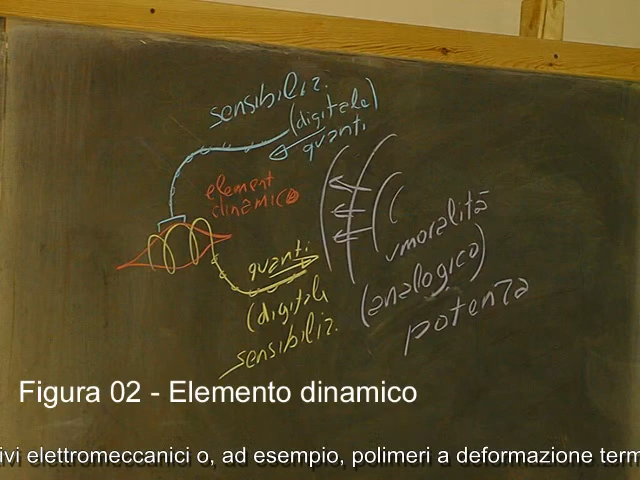 sensibiliz.
(digitale)
quanti
element
dinamico
quanti
(digitale
sensibiliz.
umoralità
(analogico)
potenza
Figura 02 - Elemento dinamico
ivi elettromeccanici o, ad esempio, polimeri a deformazione term